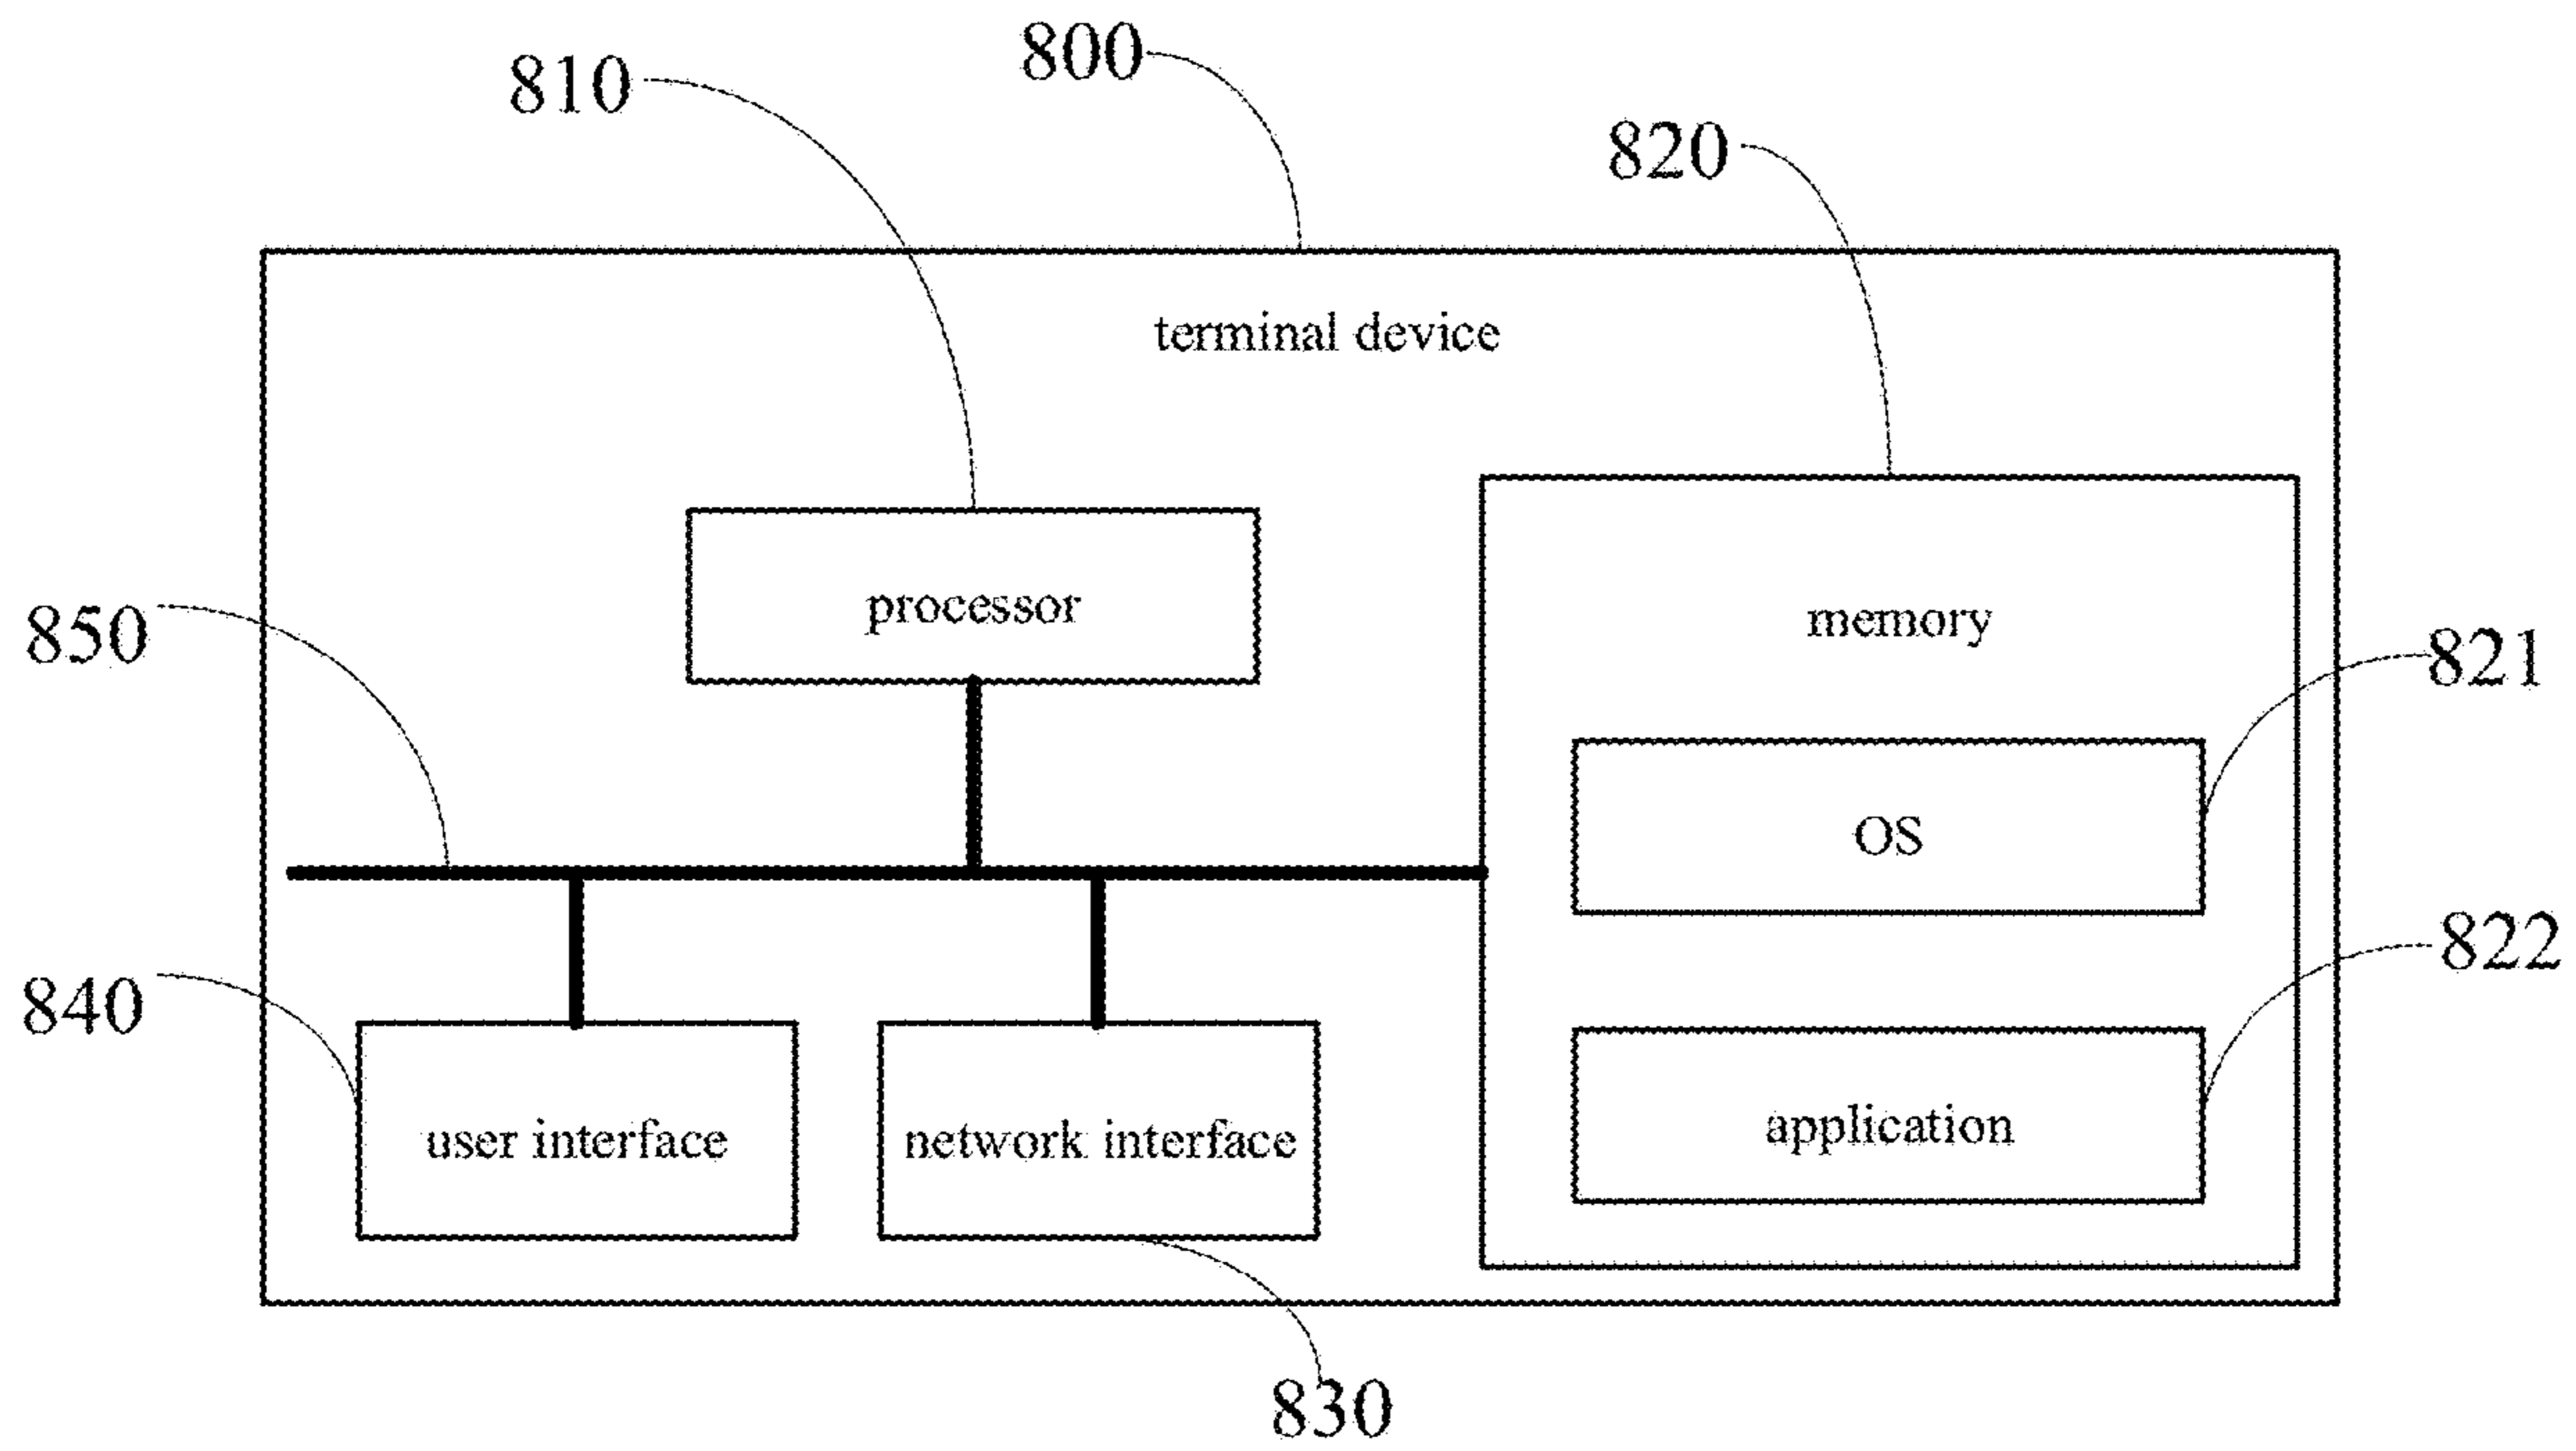 800
810
820
terminal device
processor
memory
850
821
OS
822
840
application
user interface
network interface
830